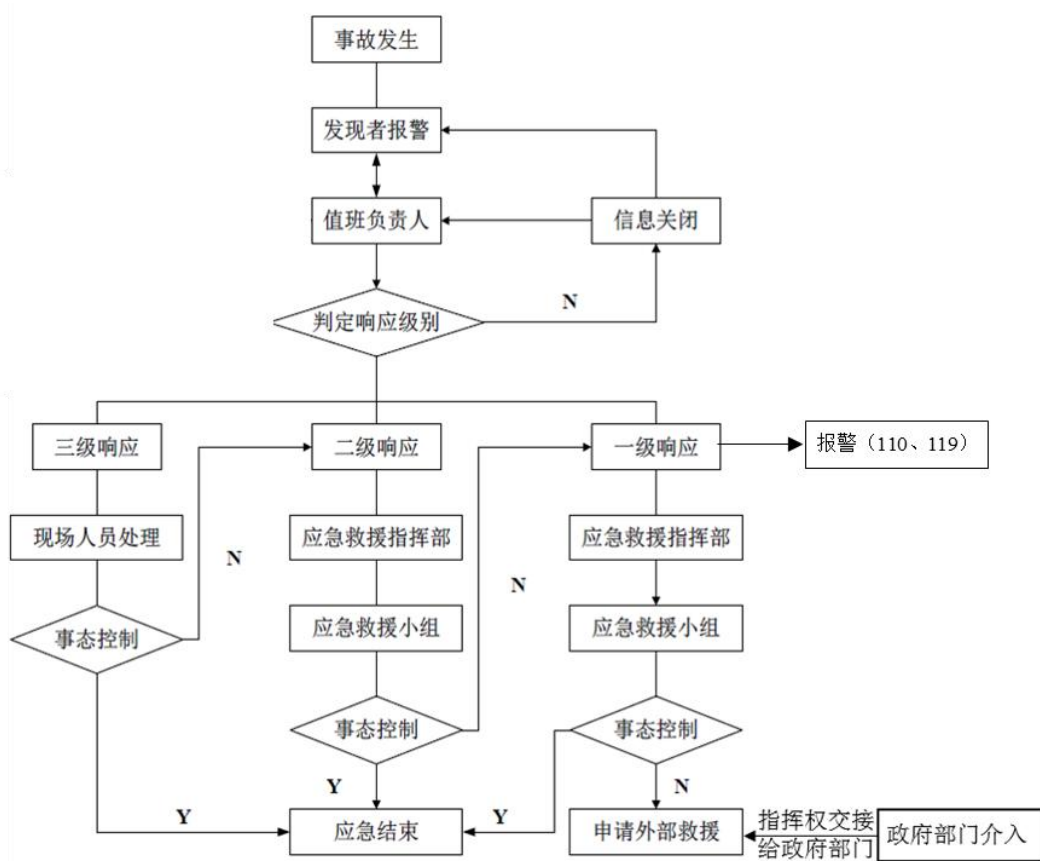 事故发生
发现者报警
值班负责人
信息关闭
判定响应级别
N
三级响应
二级响应
一级响应
报警（110、119）
现场人员处理
应急救援指挥部
应急救援指挥部
N
N
事态控制
应急救援小组
应急救援小组
事态控制
事态控制
Y
N
Y
Y
应急结束
申请外部救援
指挥权交接
给政府部门
政府部门介入